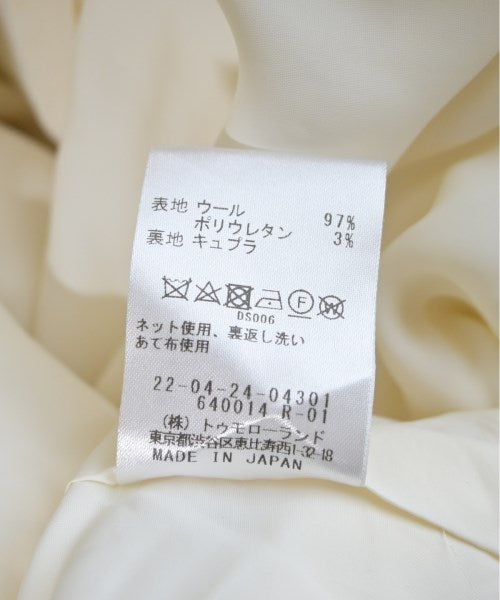 表地 ウール 97%
ポリウレタン 3%
裏地 キュプラ
F W
DS006
ネット使用、裏返し洗い
あて布使用
22-04-24-04301
640014 R-01
(株) トゥモローランド
東京都渋谷区恵比寿西1-32-18
MADE IN JAPAN